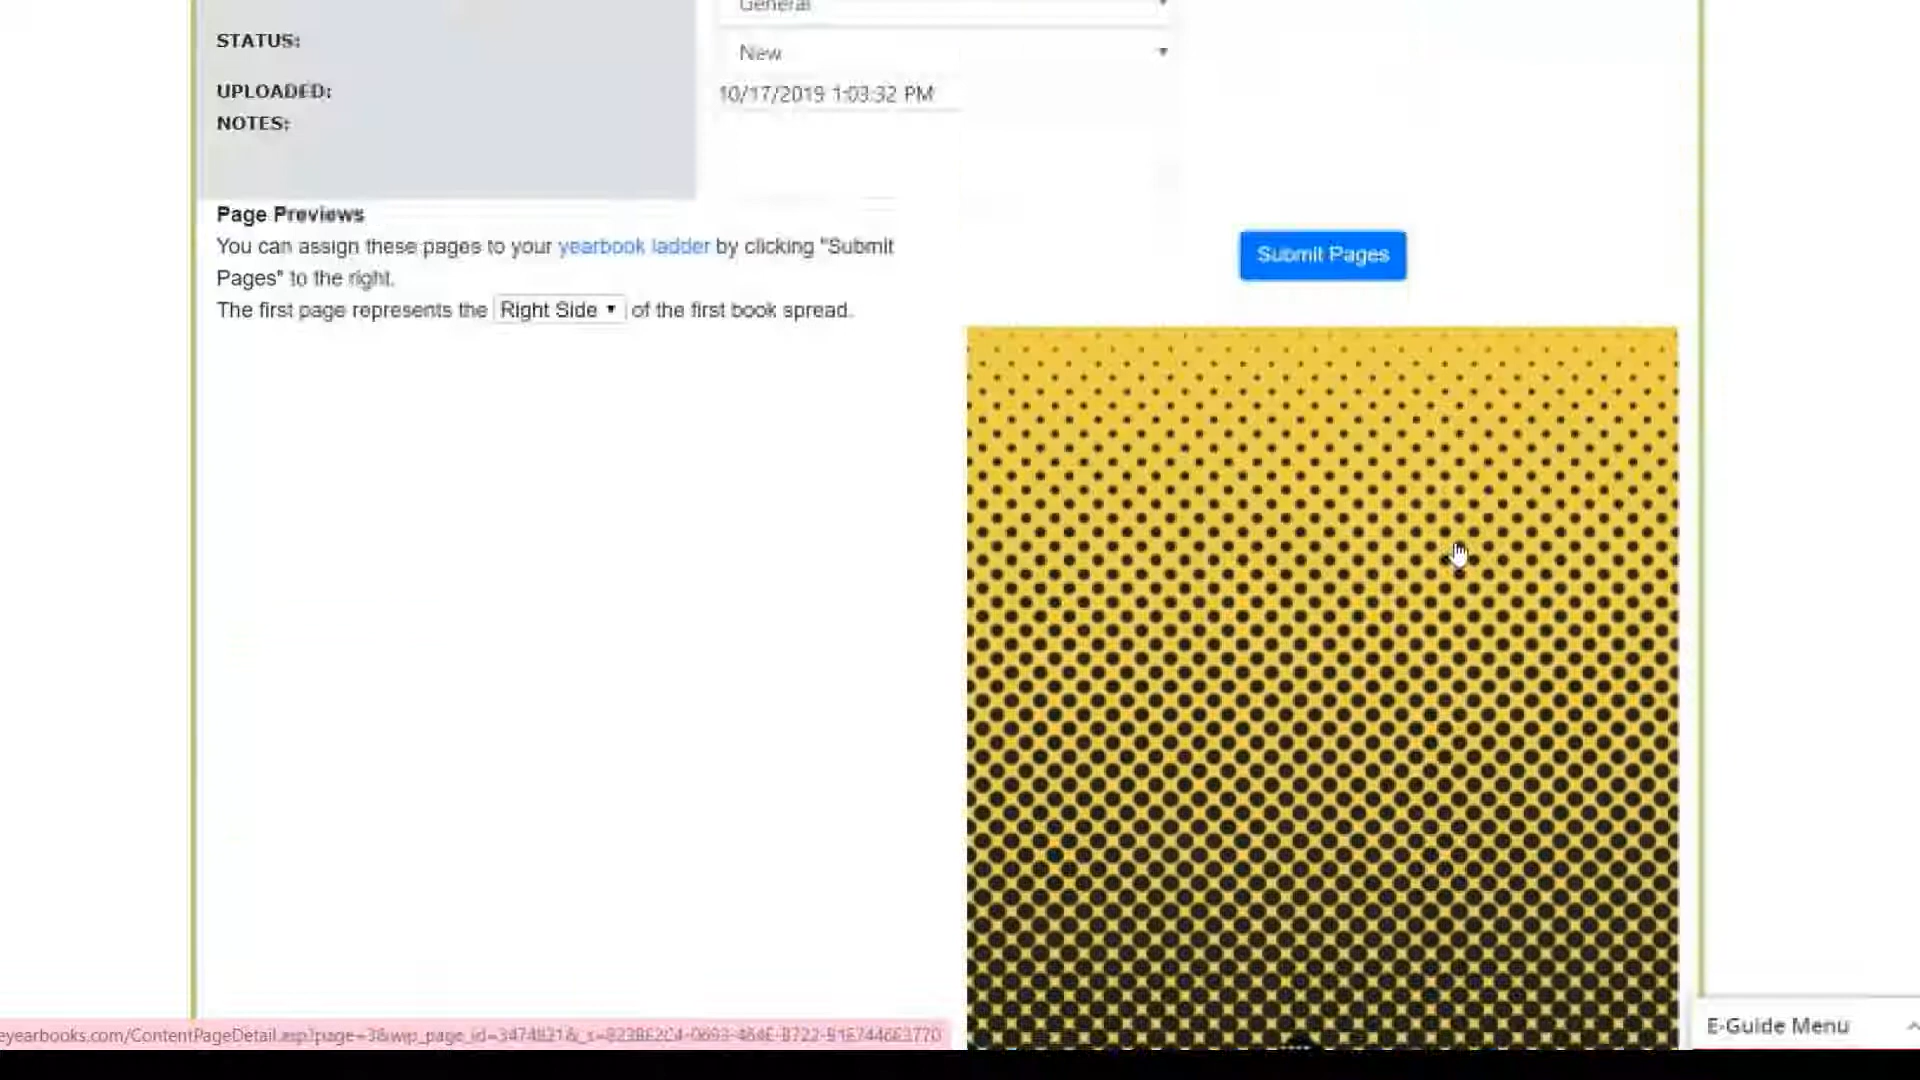 General
STATUS:
New
UPLOADED:
10/17/2019 1:03:32 PM
NOTES:
Page Previews
You can assign these pages to your yearbook ladder by clicking "Submit
Pages" to the right.
Submit Pages
The first page represents the Right Side of the first book spread.
E-Guide Menu